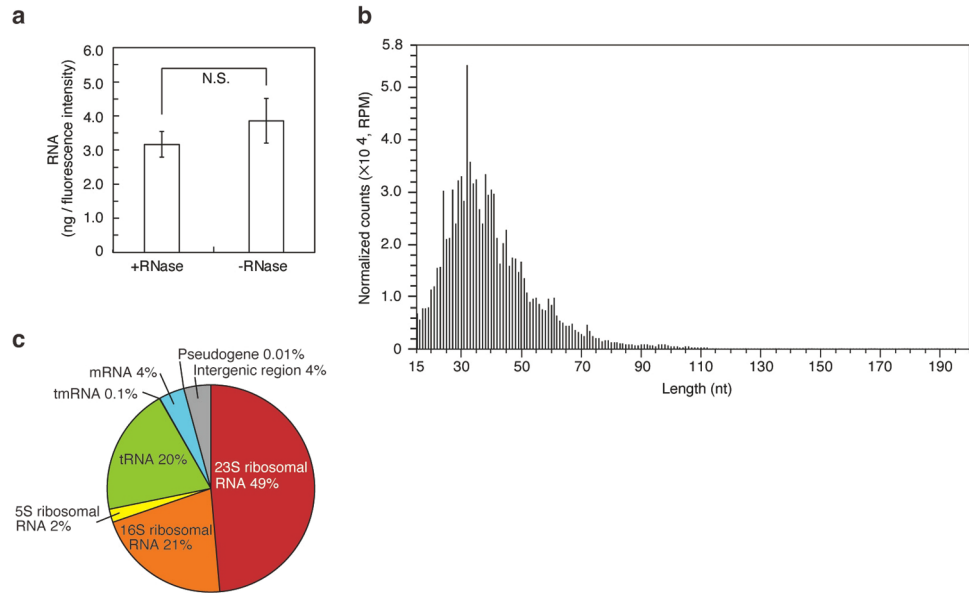 a
6.0
5.0
4.0
3.0
2.0
1.0
0
RNA
(ng / fluorescence intensity)
N.S.
+RNase
-RNase
b
5.8
5.0
4.0
3.0
2.0
1.0
0
Normalized counts (×10 4, RPM)
15
30
50
70
90
110
130
150
170
190
Length (nt)
c
Pseudogene 0.01%
Intergenic region 4%
mRNA 4%
tmRNA 0.1%
tRNA 20%
23S ribosomal
RNA 49%
5S ribosomal
RNA 2%
16S ribosomal
RNA 21%